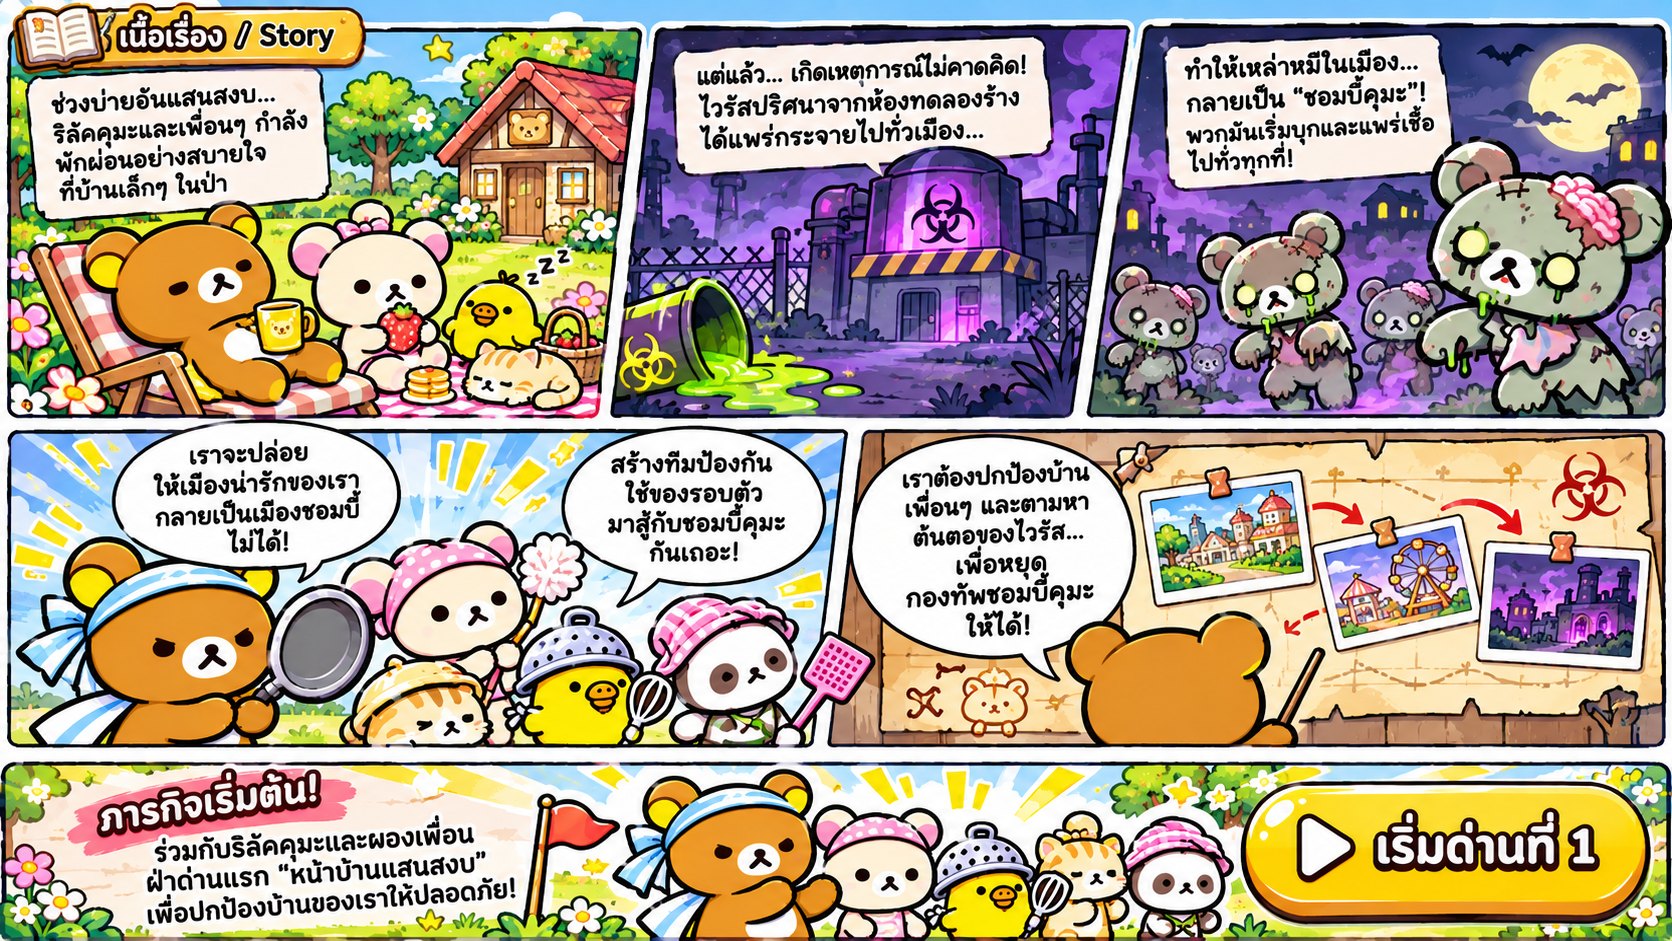 เนื้อเรื่อง / Story
ช่วงบ่ายอันแสนสงบ...
ริลัคคุมะและเพื่อนๆ กำลัง
พักผ่อนอย่างสบายใจ
ที่บ้านเล็กๆ ในป่า
zzz
แต่แล้ว... เกิดเหตุการณ์ไม่คาดคิด!
ไวรัสปริศนาจากห้องทดลองร้าง
ได้แพร่กระจายไปทั่วเมือง...
ทำให้เหล่าหมีในเมือง...
กลายเป็น “ซอมบี้คุมะ”!
พวกมันเริ่มบุกและแพร่เชื้อ
ไปทั่วทุกที่!
เราจะปล่อย
ให้เมืองน่ารักของเรา
กลายเป็นเมืองซอมบี้
ไม่ได้!
สร้างทีมป้องกัน
ใช้ของรอบตัว
มาสู้กับซอมบี้คุมะ
กันเถอะ!
เราต้องปกป้องบ้าน
เพื่อนๆ และตามหา
ต้นตอของไวรัส...
เพื่อหยุด
กองทัพซอมบี้คุมะ
ให้ได้!
ภารกิจเริ่มต้น!
ร่วมกับริลัคคุมะและผองเพื่อน
ฝ่าด่านแรก “หน้าบ้านแสนสงบ”
เพื่อปกป้องบ้านของเราให้ปลอดภัย!
เริ่มด่านที่ 1